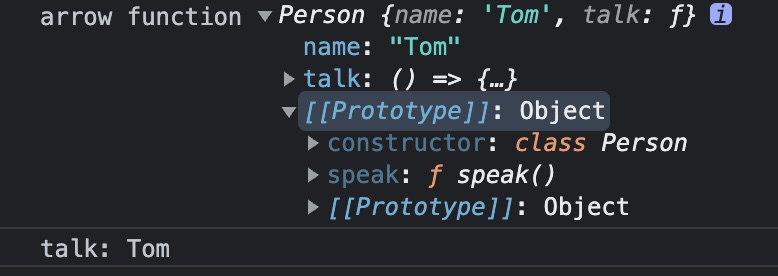 arrow function ▼Person {name: 'Tom', talk: ƒ} i
name: "Tom"
▶talk: () => {…}
▼[[Prototype]]: Object
▶constructor: class Person
▶speak: ƒ speak()
▶[[Prototype]]: Object
talk: Tom